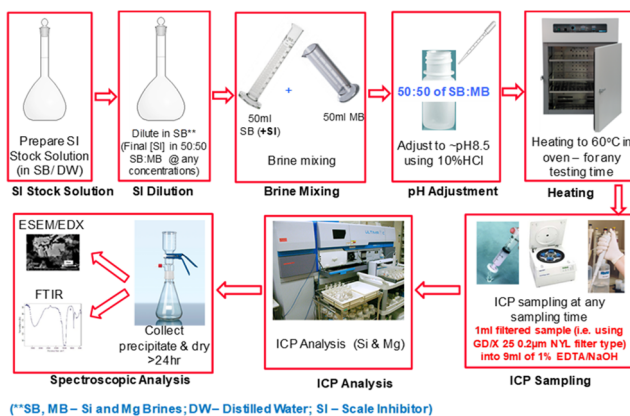 Prepare SI
Stock Solution
(in SB/DW)
SI Stock Solution
Dilute in SB**
(Final [SI] in 50:50
SB:MB @ any
concentrations)
SI Dilution
50ml
SB (+SI)
+
50ml MB
Brine mixing
Brine Mixing
50:50 of SB:MB
Adjust to ~pH8.5
using 10%HCl
pH Adjustment
Heating to 60°C in
oven – for any
testing time
Heating
ICP sampling at any
sampling time
1ml filtered sample (i.e. using
GD/X 25 0.2µm NYL filter type)
into 9ml of 1% EDTA/NaOH
ICP Sampling
ICP Analysis (Si & Mg)
ICP Analysis
ESEM/EDX
FTIR
Collect
precipitate & dry
>24hr
Spectroscopic Analysis
(**SB, MB – Si and Mg Brines; DW– Distilled Water; SI – Scale Inhibitor)